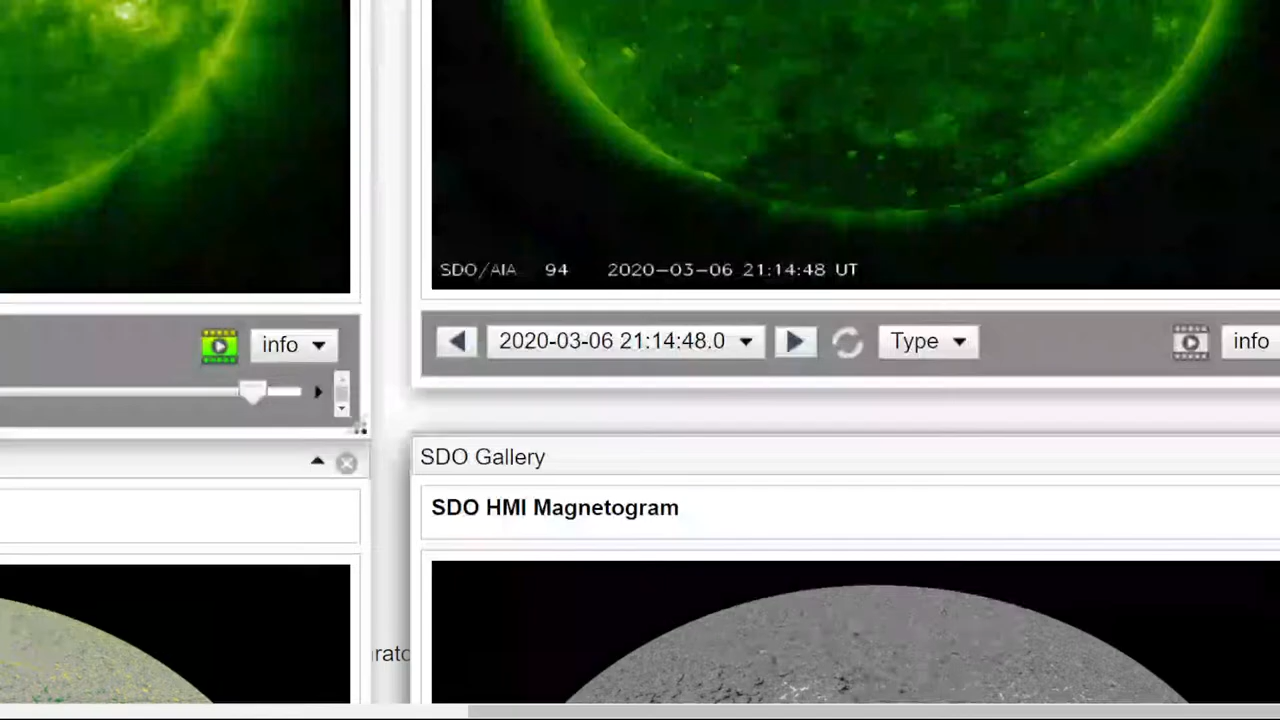 SDO/AIA 94 2020-03-06 21:14:48 UT
info
2020-03-06 21:14:48.0
Type
info
SDO Gallery
SDO HMI Magnetogram